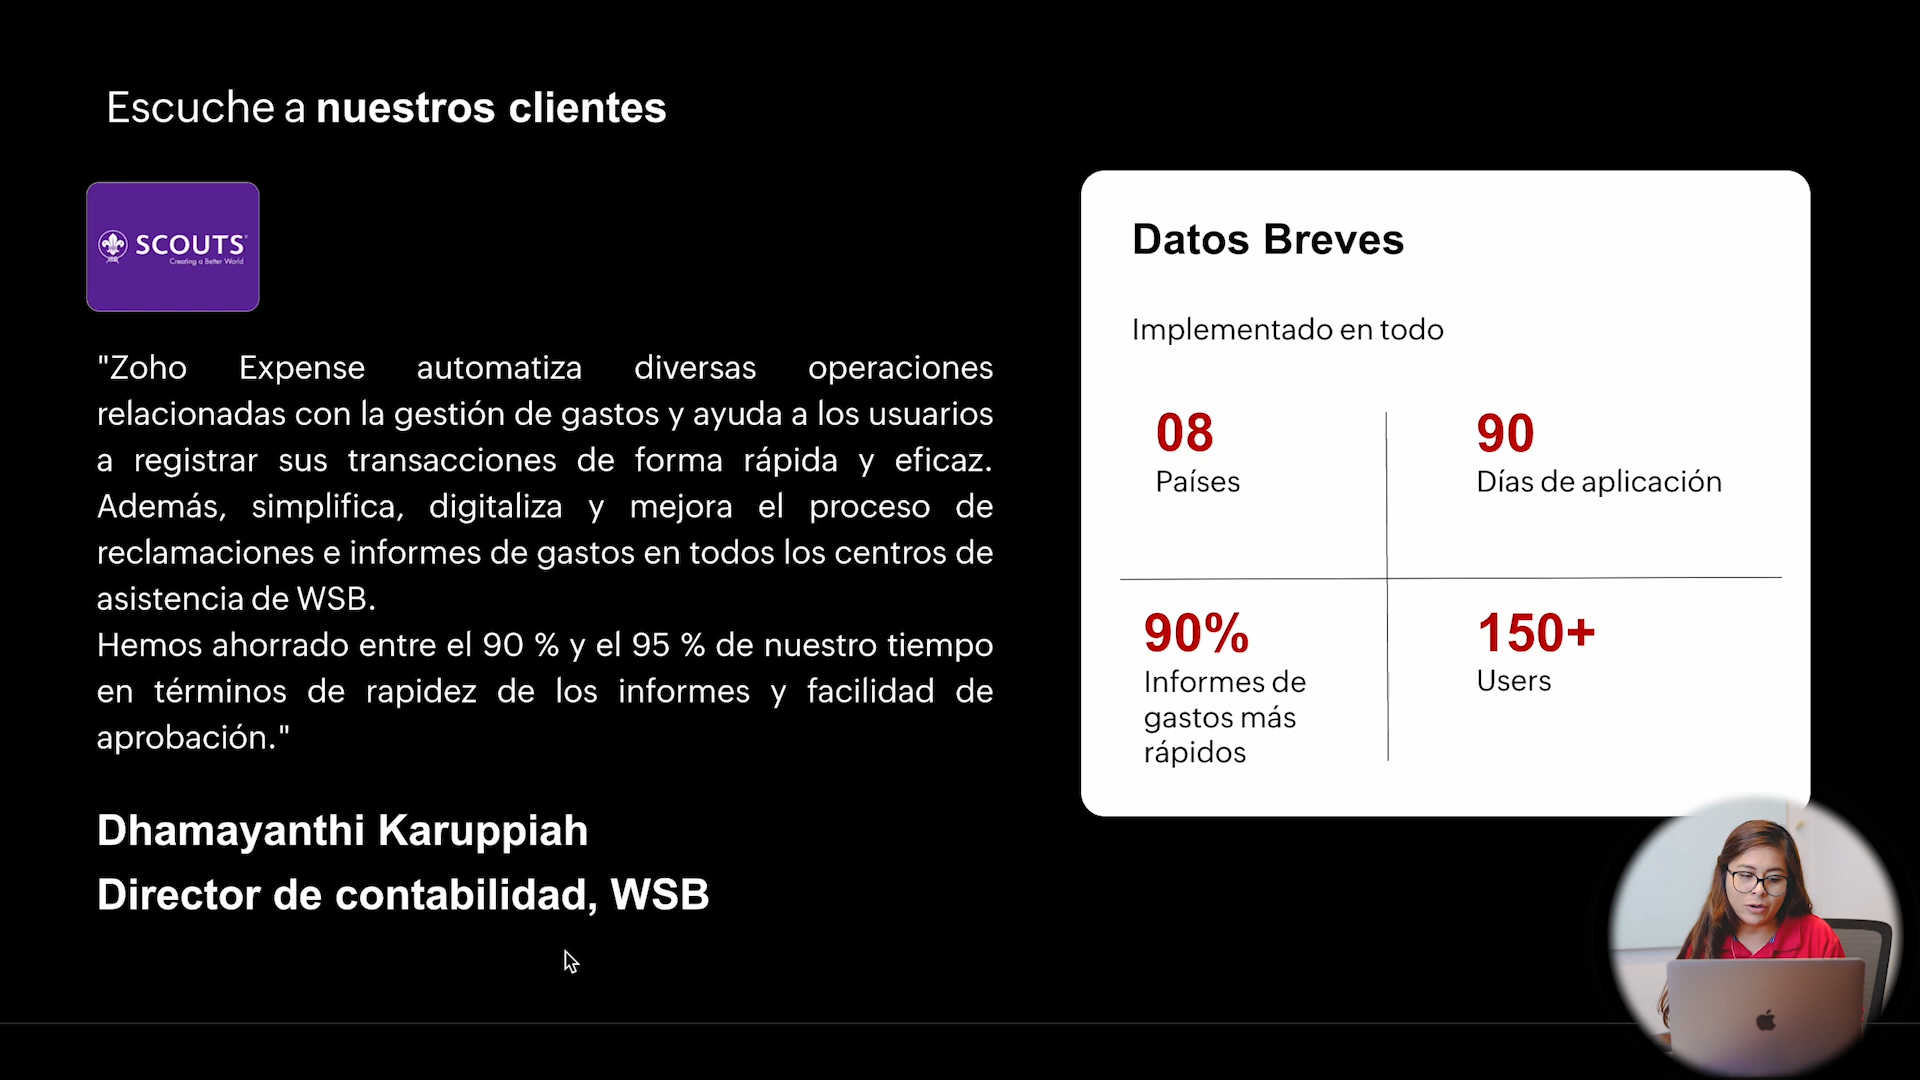 Escuche a nuestros clientes
SCOUTS
Creating a Better World
"Zoho Expense automatiza diversas operaciones
relacionadas con la gestión de gastos y ayuda a los usuarios
a registrar sus transacciones de forma rápida y eficaz.
Además, simplifica, digitaliza y mejora el proceso de
reclamaciones e informes de gastos en todos los centros de
asistencia de WSB.
Hemos ahorrado entre el 90 % y el 95 % de nuestro tiempo
en términos de rapidez de los informes y facilidad de
aprobación."
Dhamayanthi Karuppiah
Director de contabilidad, WSB
Datos Breves
Implementado en todo
08
Países
90
Días de aplicación
90%
Informes de
gastos más
rápidos
150+
Users